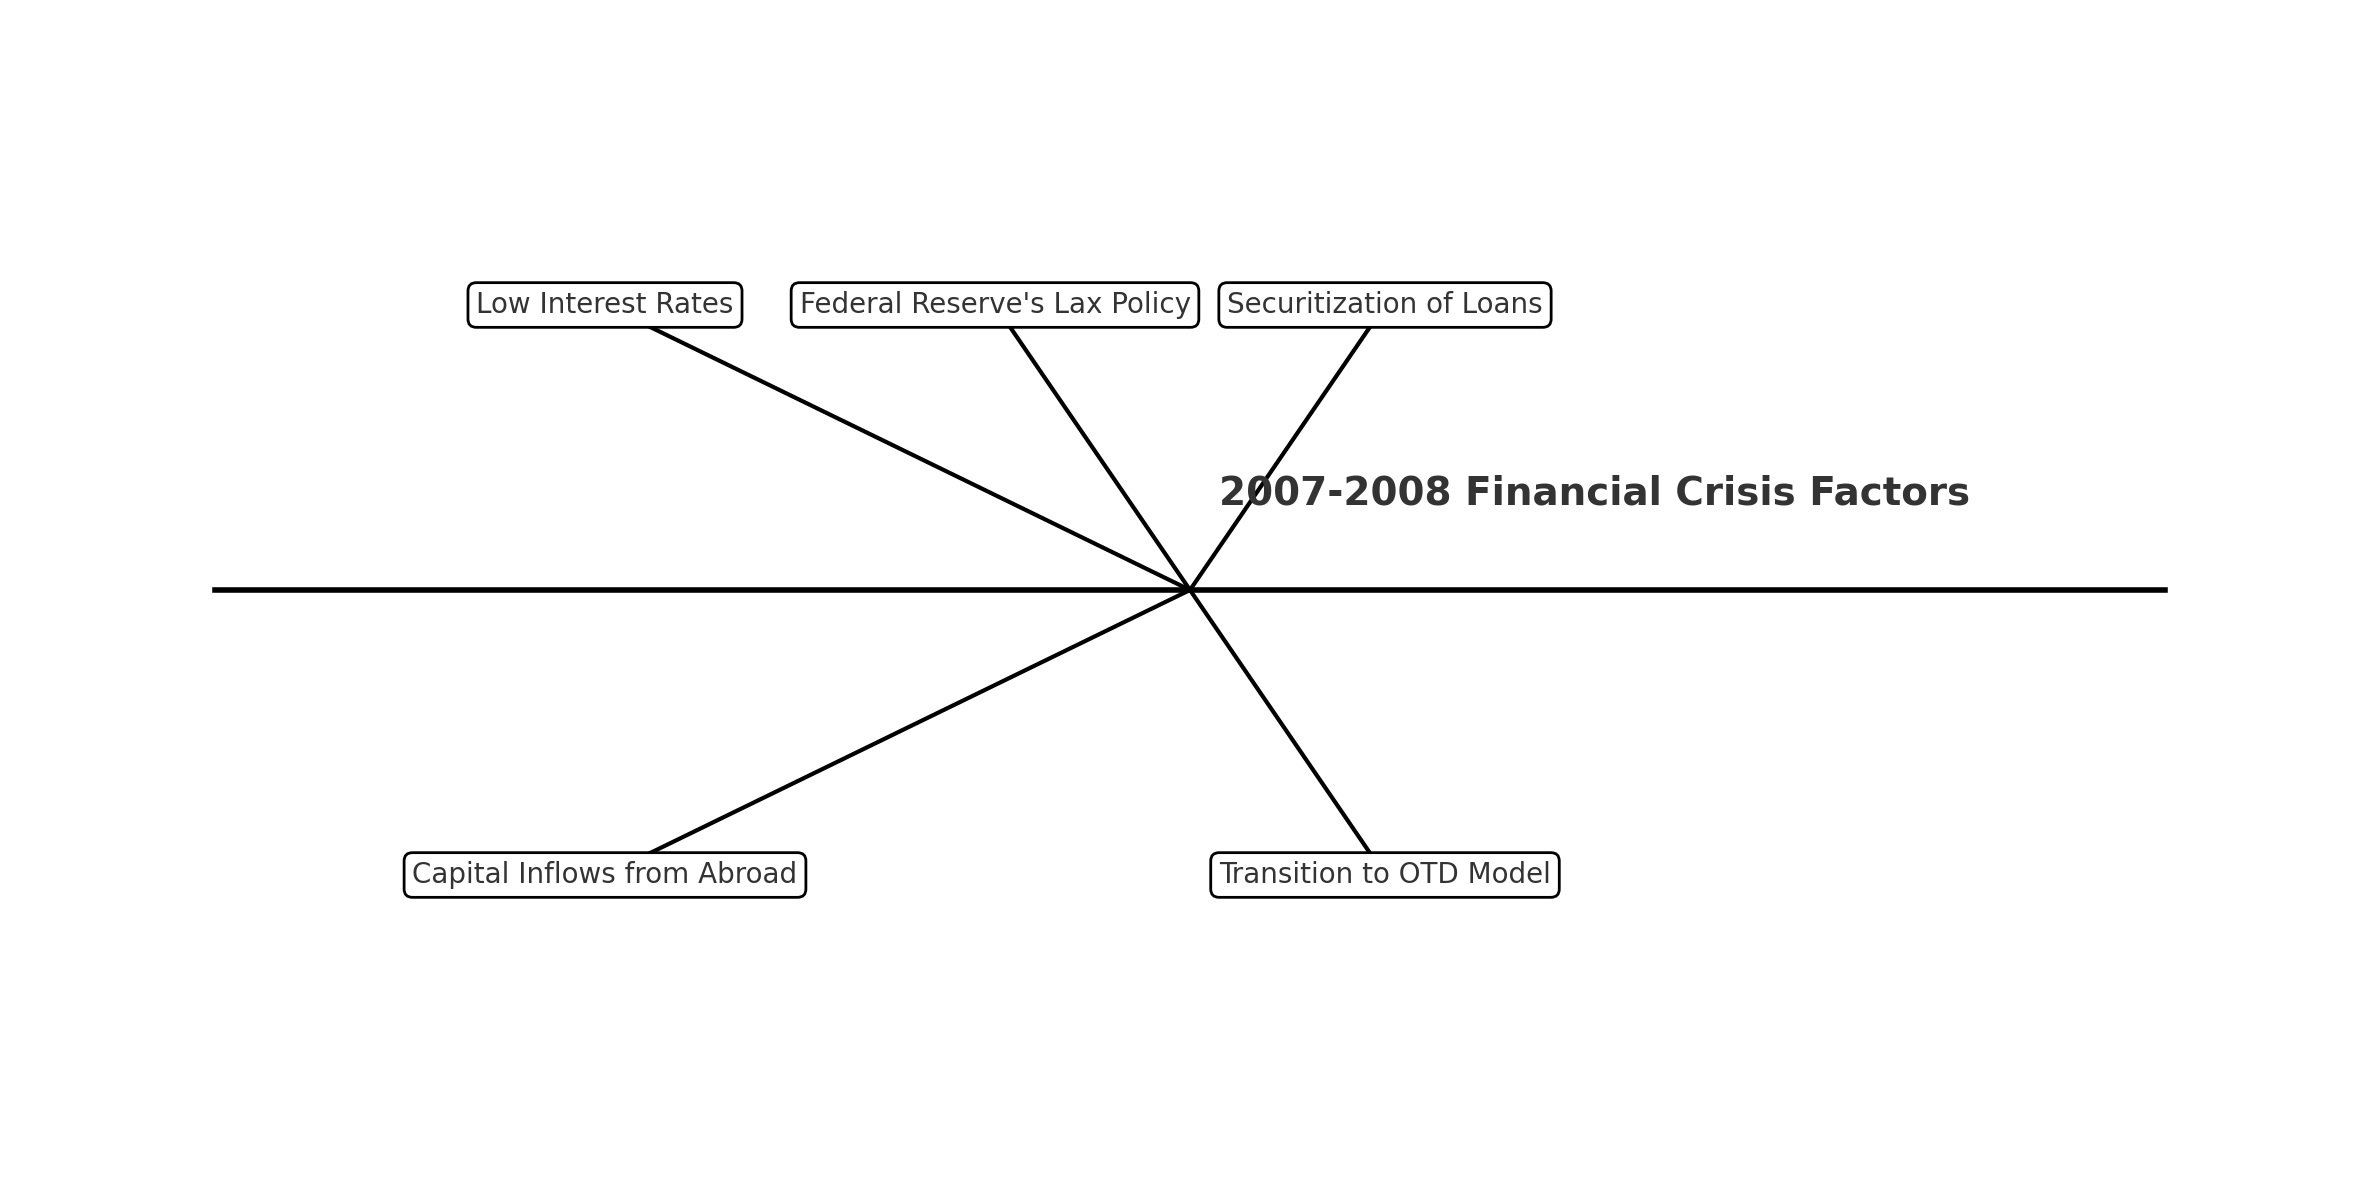 Low Interest Rates
Federal Reserve's Lax Policy
Securitization of Loans
2007-2008 Financial Crisis Factors
Capital Inflows from Abroad
Transition to OTD Model